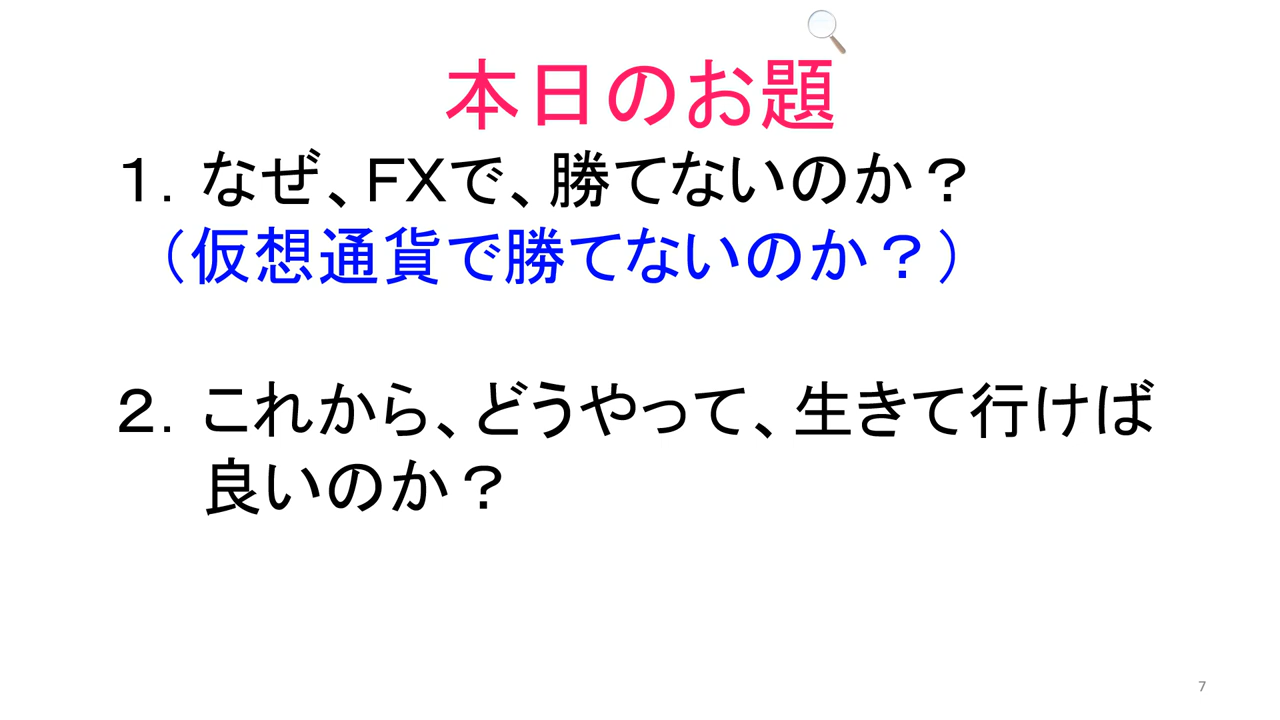 本日のお題
１．なぜ、FXで、勝てないのか？
（仮想通貨で勝てないのか？）
２．これから、どうやって、生きて行けば
良いのか？
7